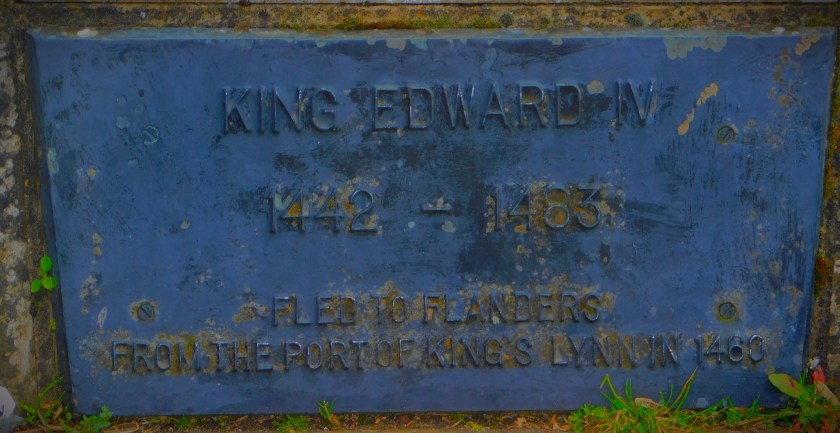 KING EDWARD IV
1442 - 1483
FLED TO FLANDERS
FROM THE PORT OF KING'S LYNN IN 1460